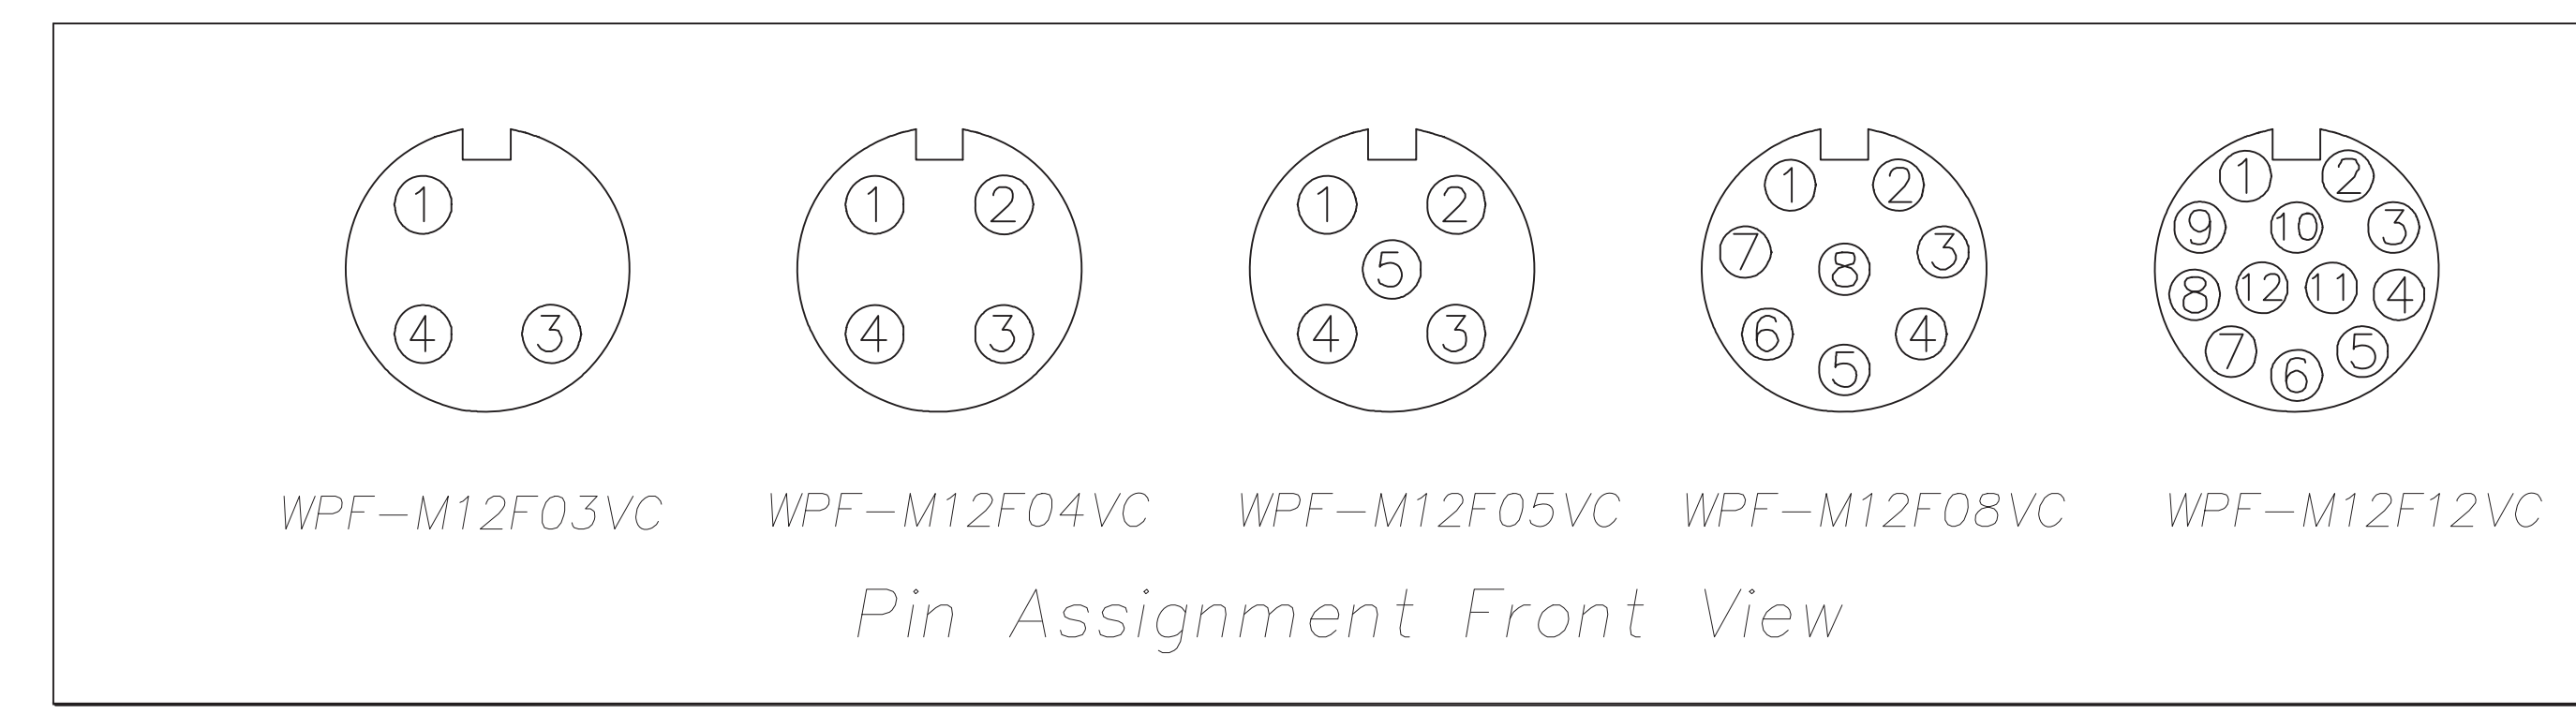 1 1 2 1 2 1 2 1 2
9 10 3
7 3
5 8
8 12 11 4
4 3 4 3 4 3 6 4
7 5
5 6
WPF-M12F03VC WPF-M12F04VC WPF-M12F05VC WPF-M12F08VC WPF-M12F12VC
Pin Assignment Front View